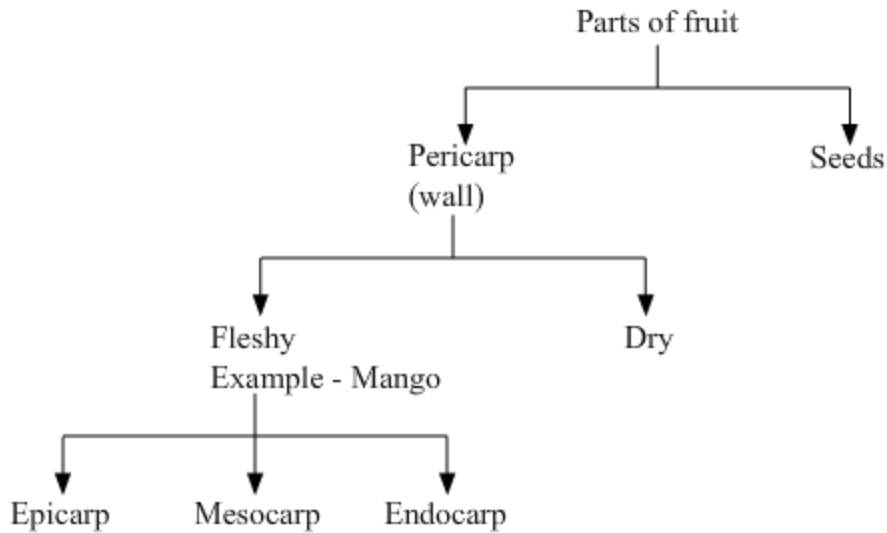 Parts of fruit
Pericarp
(wall)
Seeds
Fleshy
Example - Mango
Dry
Epicarp
Mesocarp
Endocarp